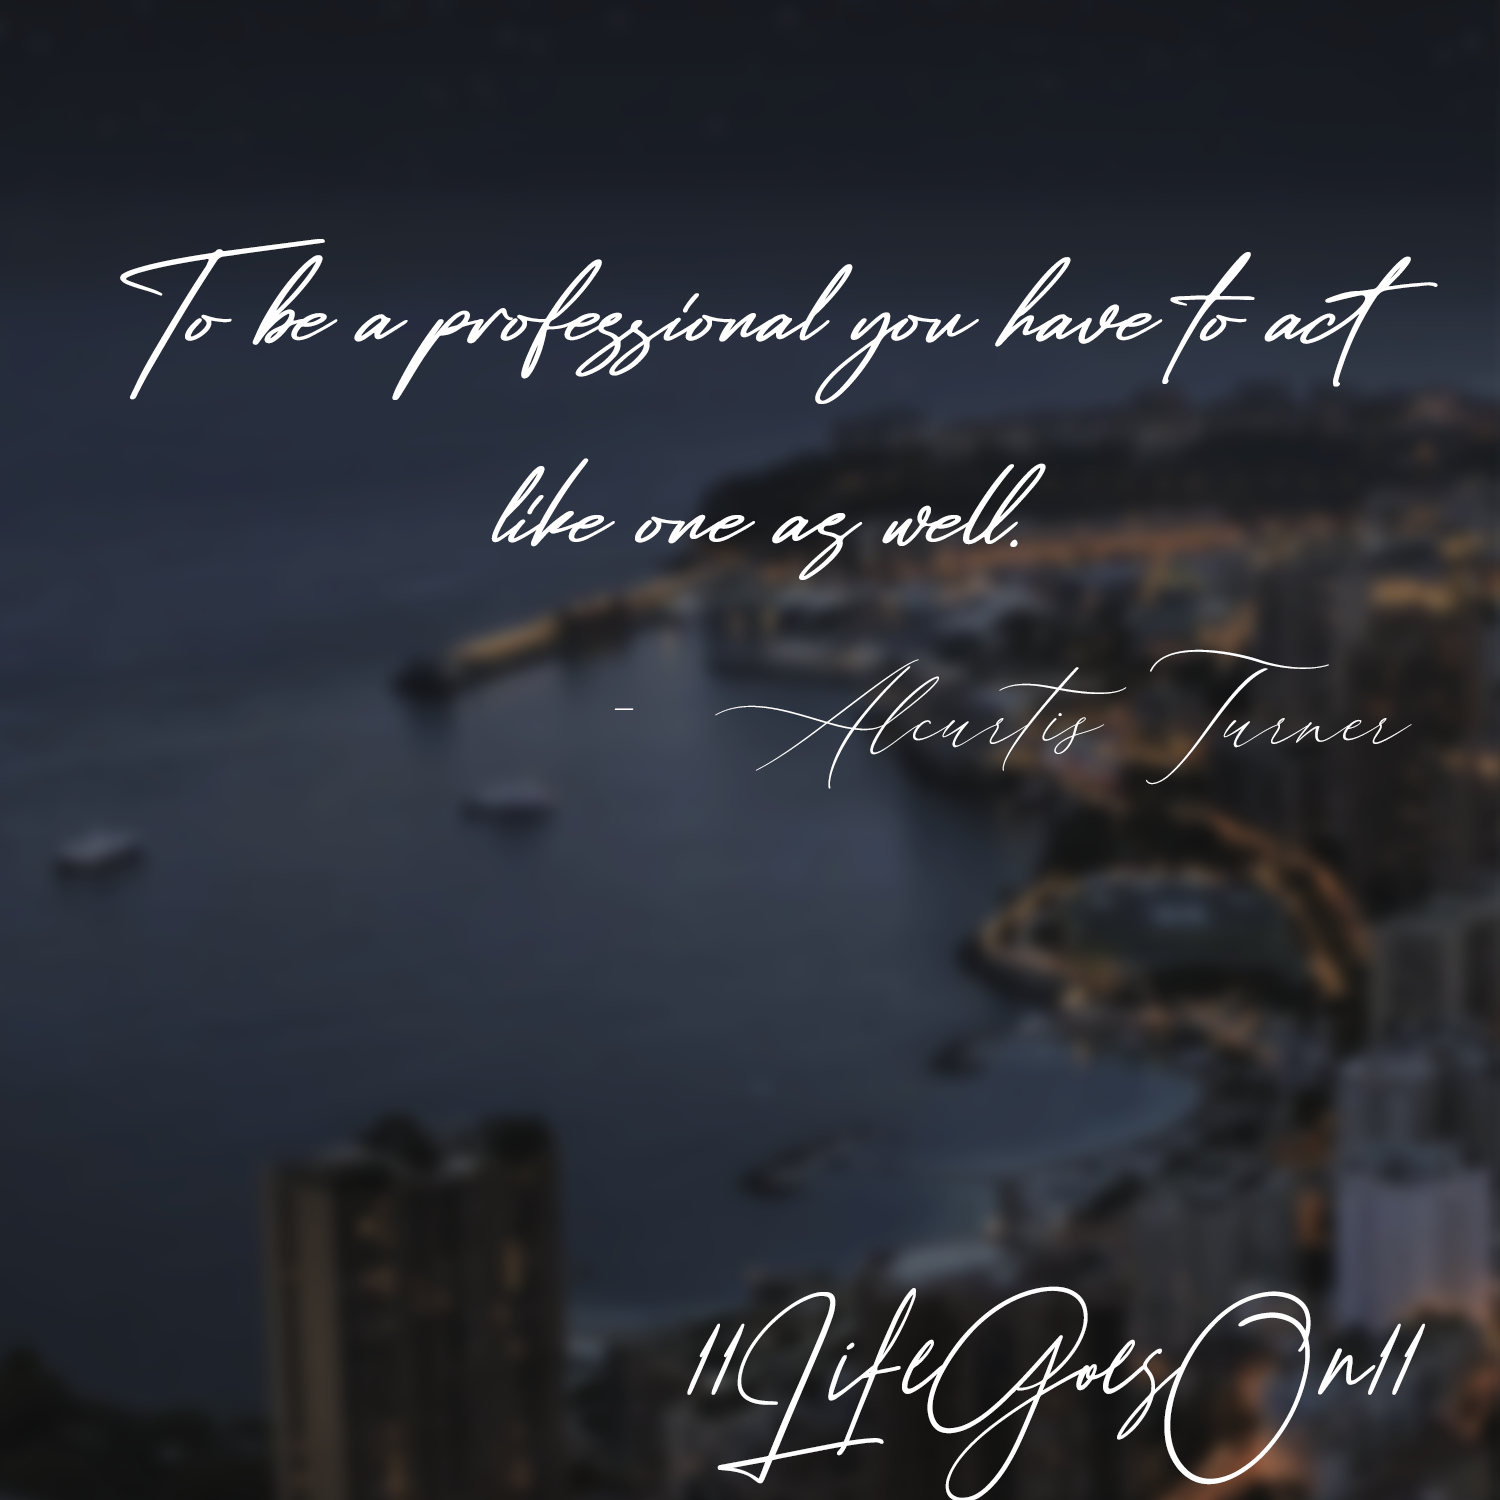 To be a professional you have to act
like one as well.
- Alcurtis Turner
11LifeGoesOn11